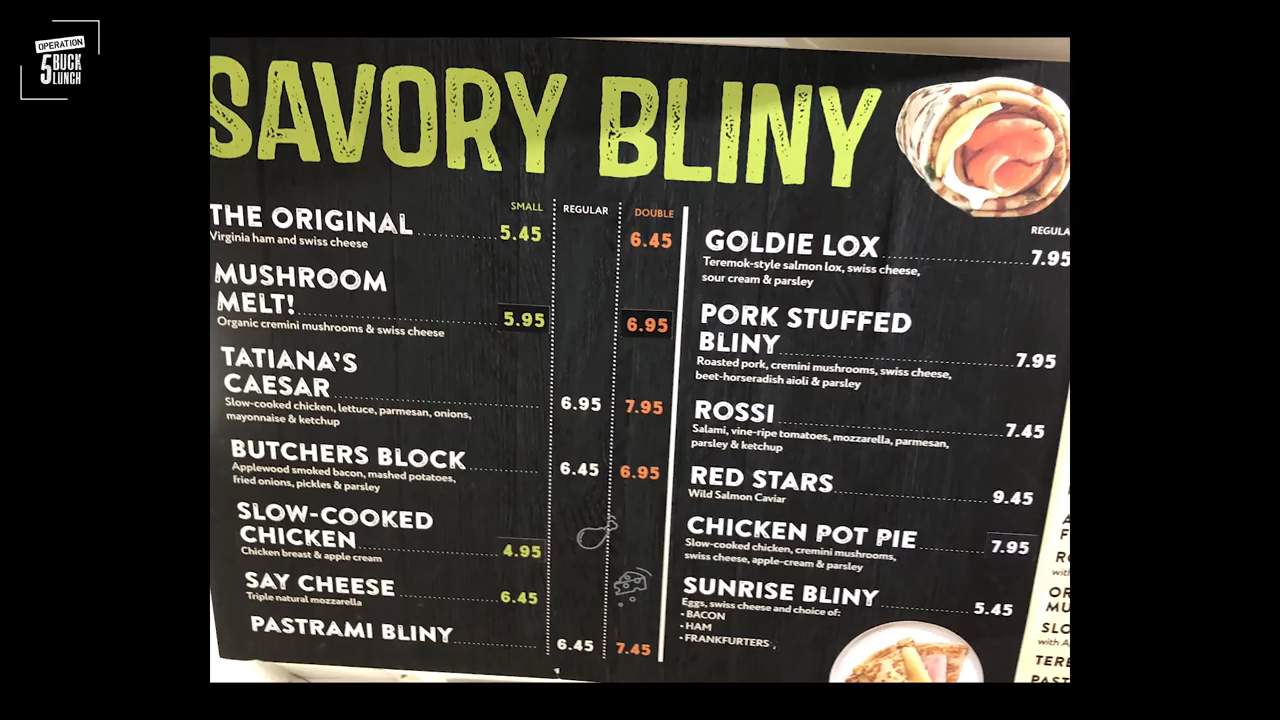 OPERATION
5 BUCK
LUNCH
SAVORY BLINY
SMALL REGULAR DOUBLE
THE ORIGINAL 5.45 6.45
Virginia ham and swiss cheese
MUSHROOM
MELT! 5.95 6.95
Organic cremini mushrooms & swiss cheese
TATIANA'S
CAESAR 6.95 7.95
Slow-cooked chicken, lettuce, parmesan, onions,
mayonnaise & ketchup
BUTCHERS BLOCK 6.45 6.95
Applewood smoked bacon, mashed potatoes,
fried onions, pickles & parsley
SLOW-COOKED
CHICKEN 4.95
Chicken breast & apple cream
SAY CHEESE 6.45
Triple natural mozzarella
PASTRAMI BLINY 6.45 7.45
REGULA
GOLDIE LOX 7.95
Teremok-style salmon lox, swiss cheese,
sour cream & parsley
PORK STUFFED
BLINY 7.95
Roasted pork, cremini mushrooms, swiss cheese,
beet-horseradish aioli & parsley
ROSSI 7.45
Salami, vine-ripe tomatoes, mozzarella, parmesan,
parsley & ketchup
RED STARS 9.45
Wild Salmon Caviar
CHICKEN POT PIE 7.95
Slow-cooked chicken, cremini mushrooms,
swiss cheese, apple-cream & parsley
SUNRISE BLINY 5.45
Eggs, swiss cheese and choice of:
• BACON
• HAM
• FRANKFURTERS
RO
with
OR
MU
SLO
with A
TERE
PAST